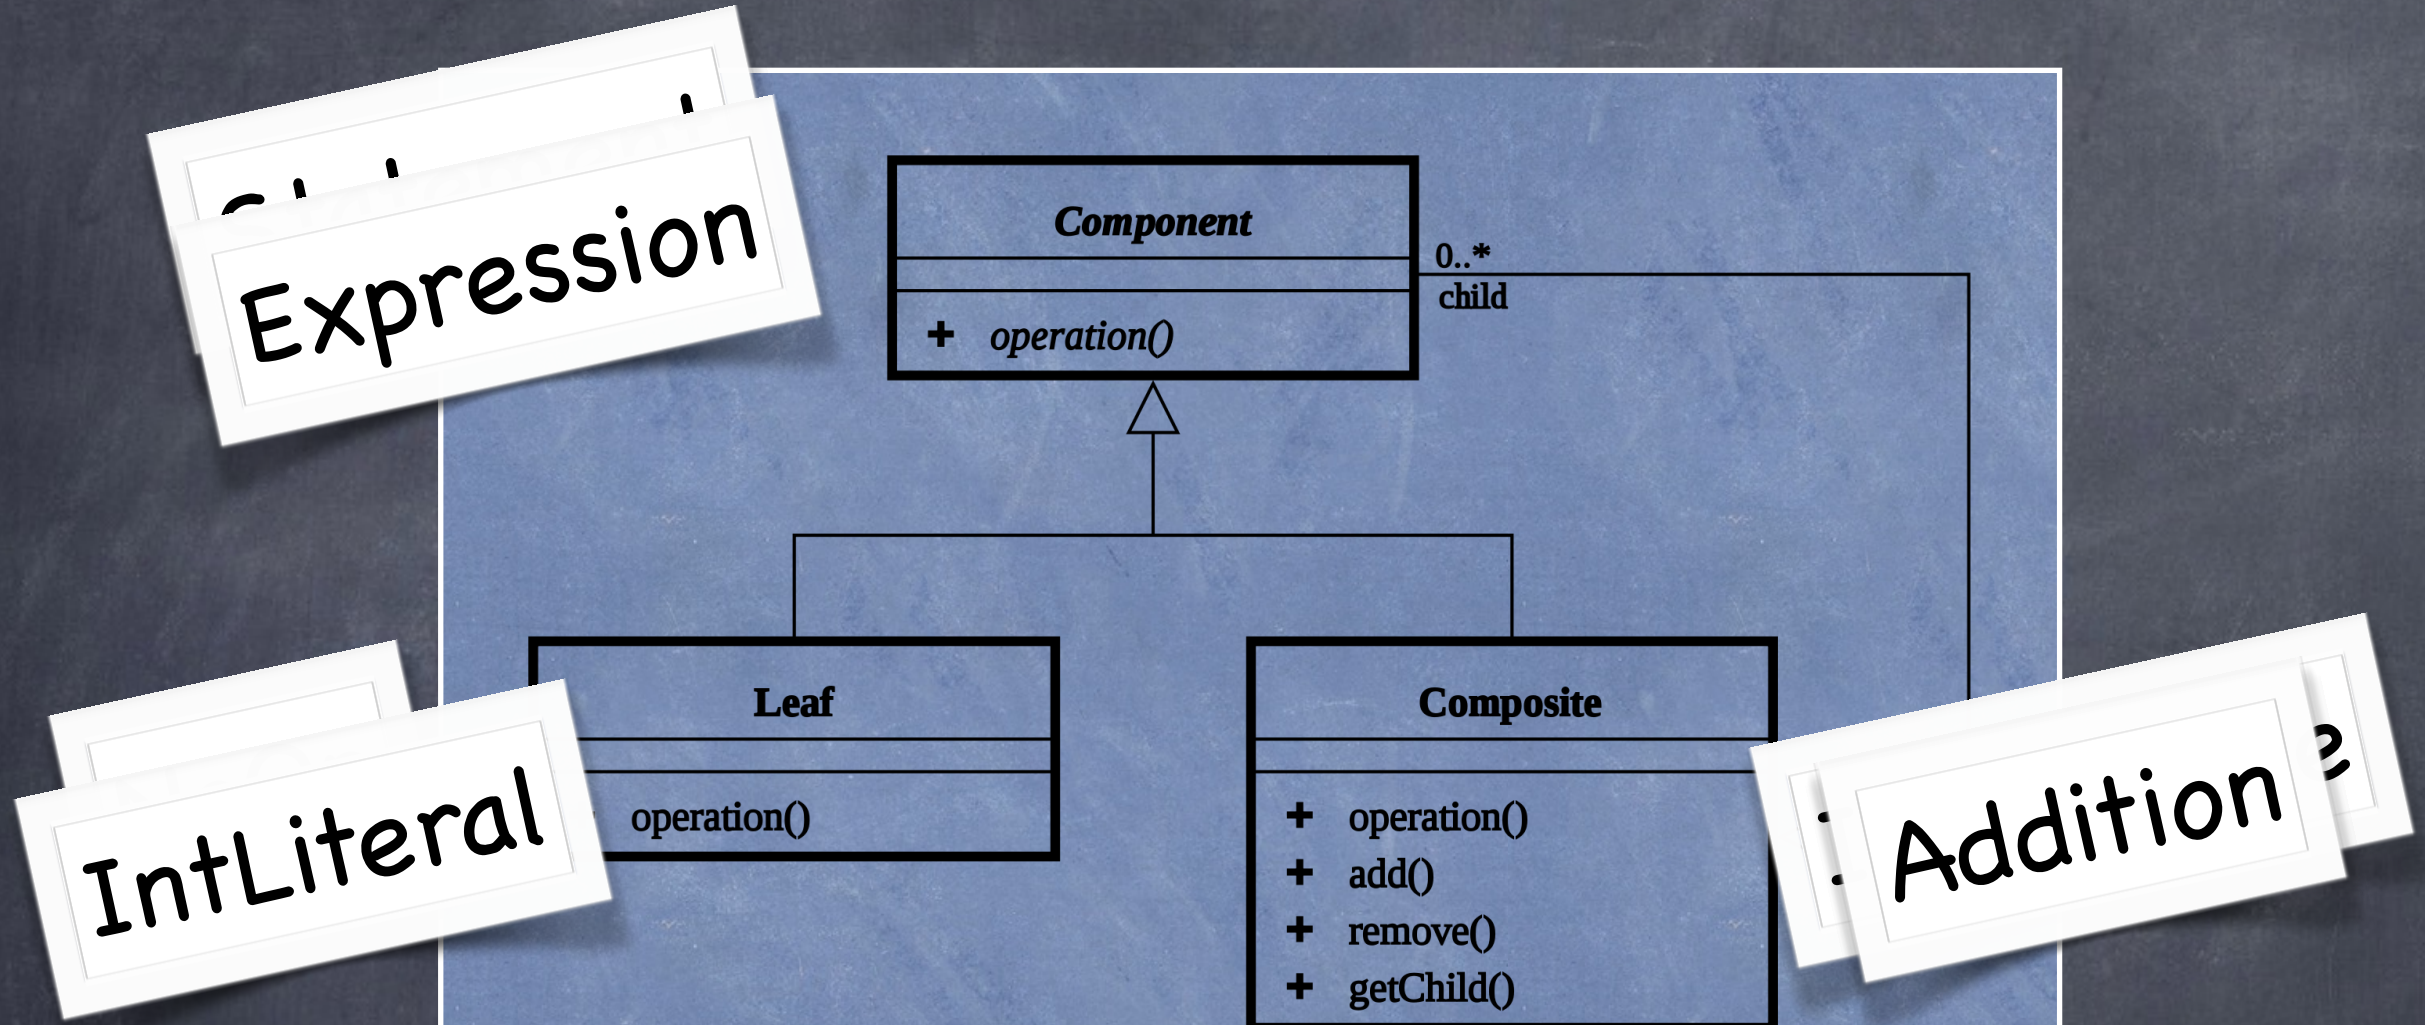 Expression
Component
0..*
child
+ operation()
Leaf
operation()
Composite
+ operation()
+ add()
+ remove()
+ getChild()
IntLiteral
Addition